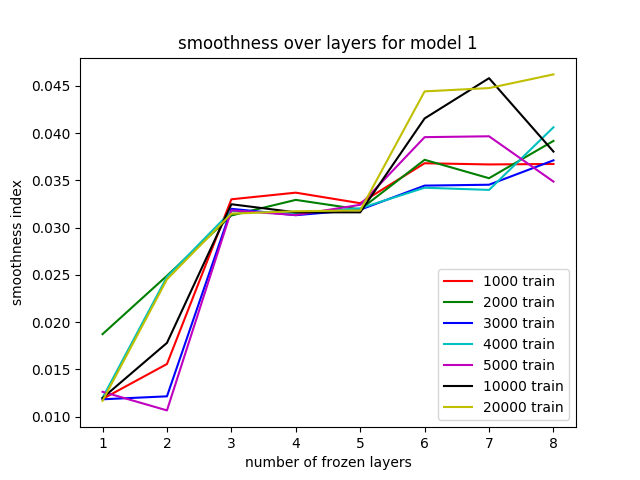 smoothness over layers for model 1
smoothness index
0.045
0.040
0.035
0.030
0.025
0.020
0.015
0.010
1000 train
2000 train
3000 train
4000 train
5000 train
10000 train
20000 train
1 2 3 4 5 6 7 8
number of frozen layers